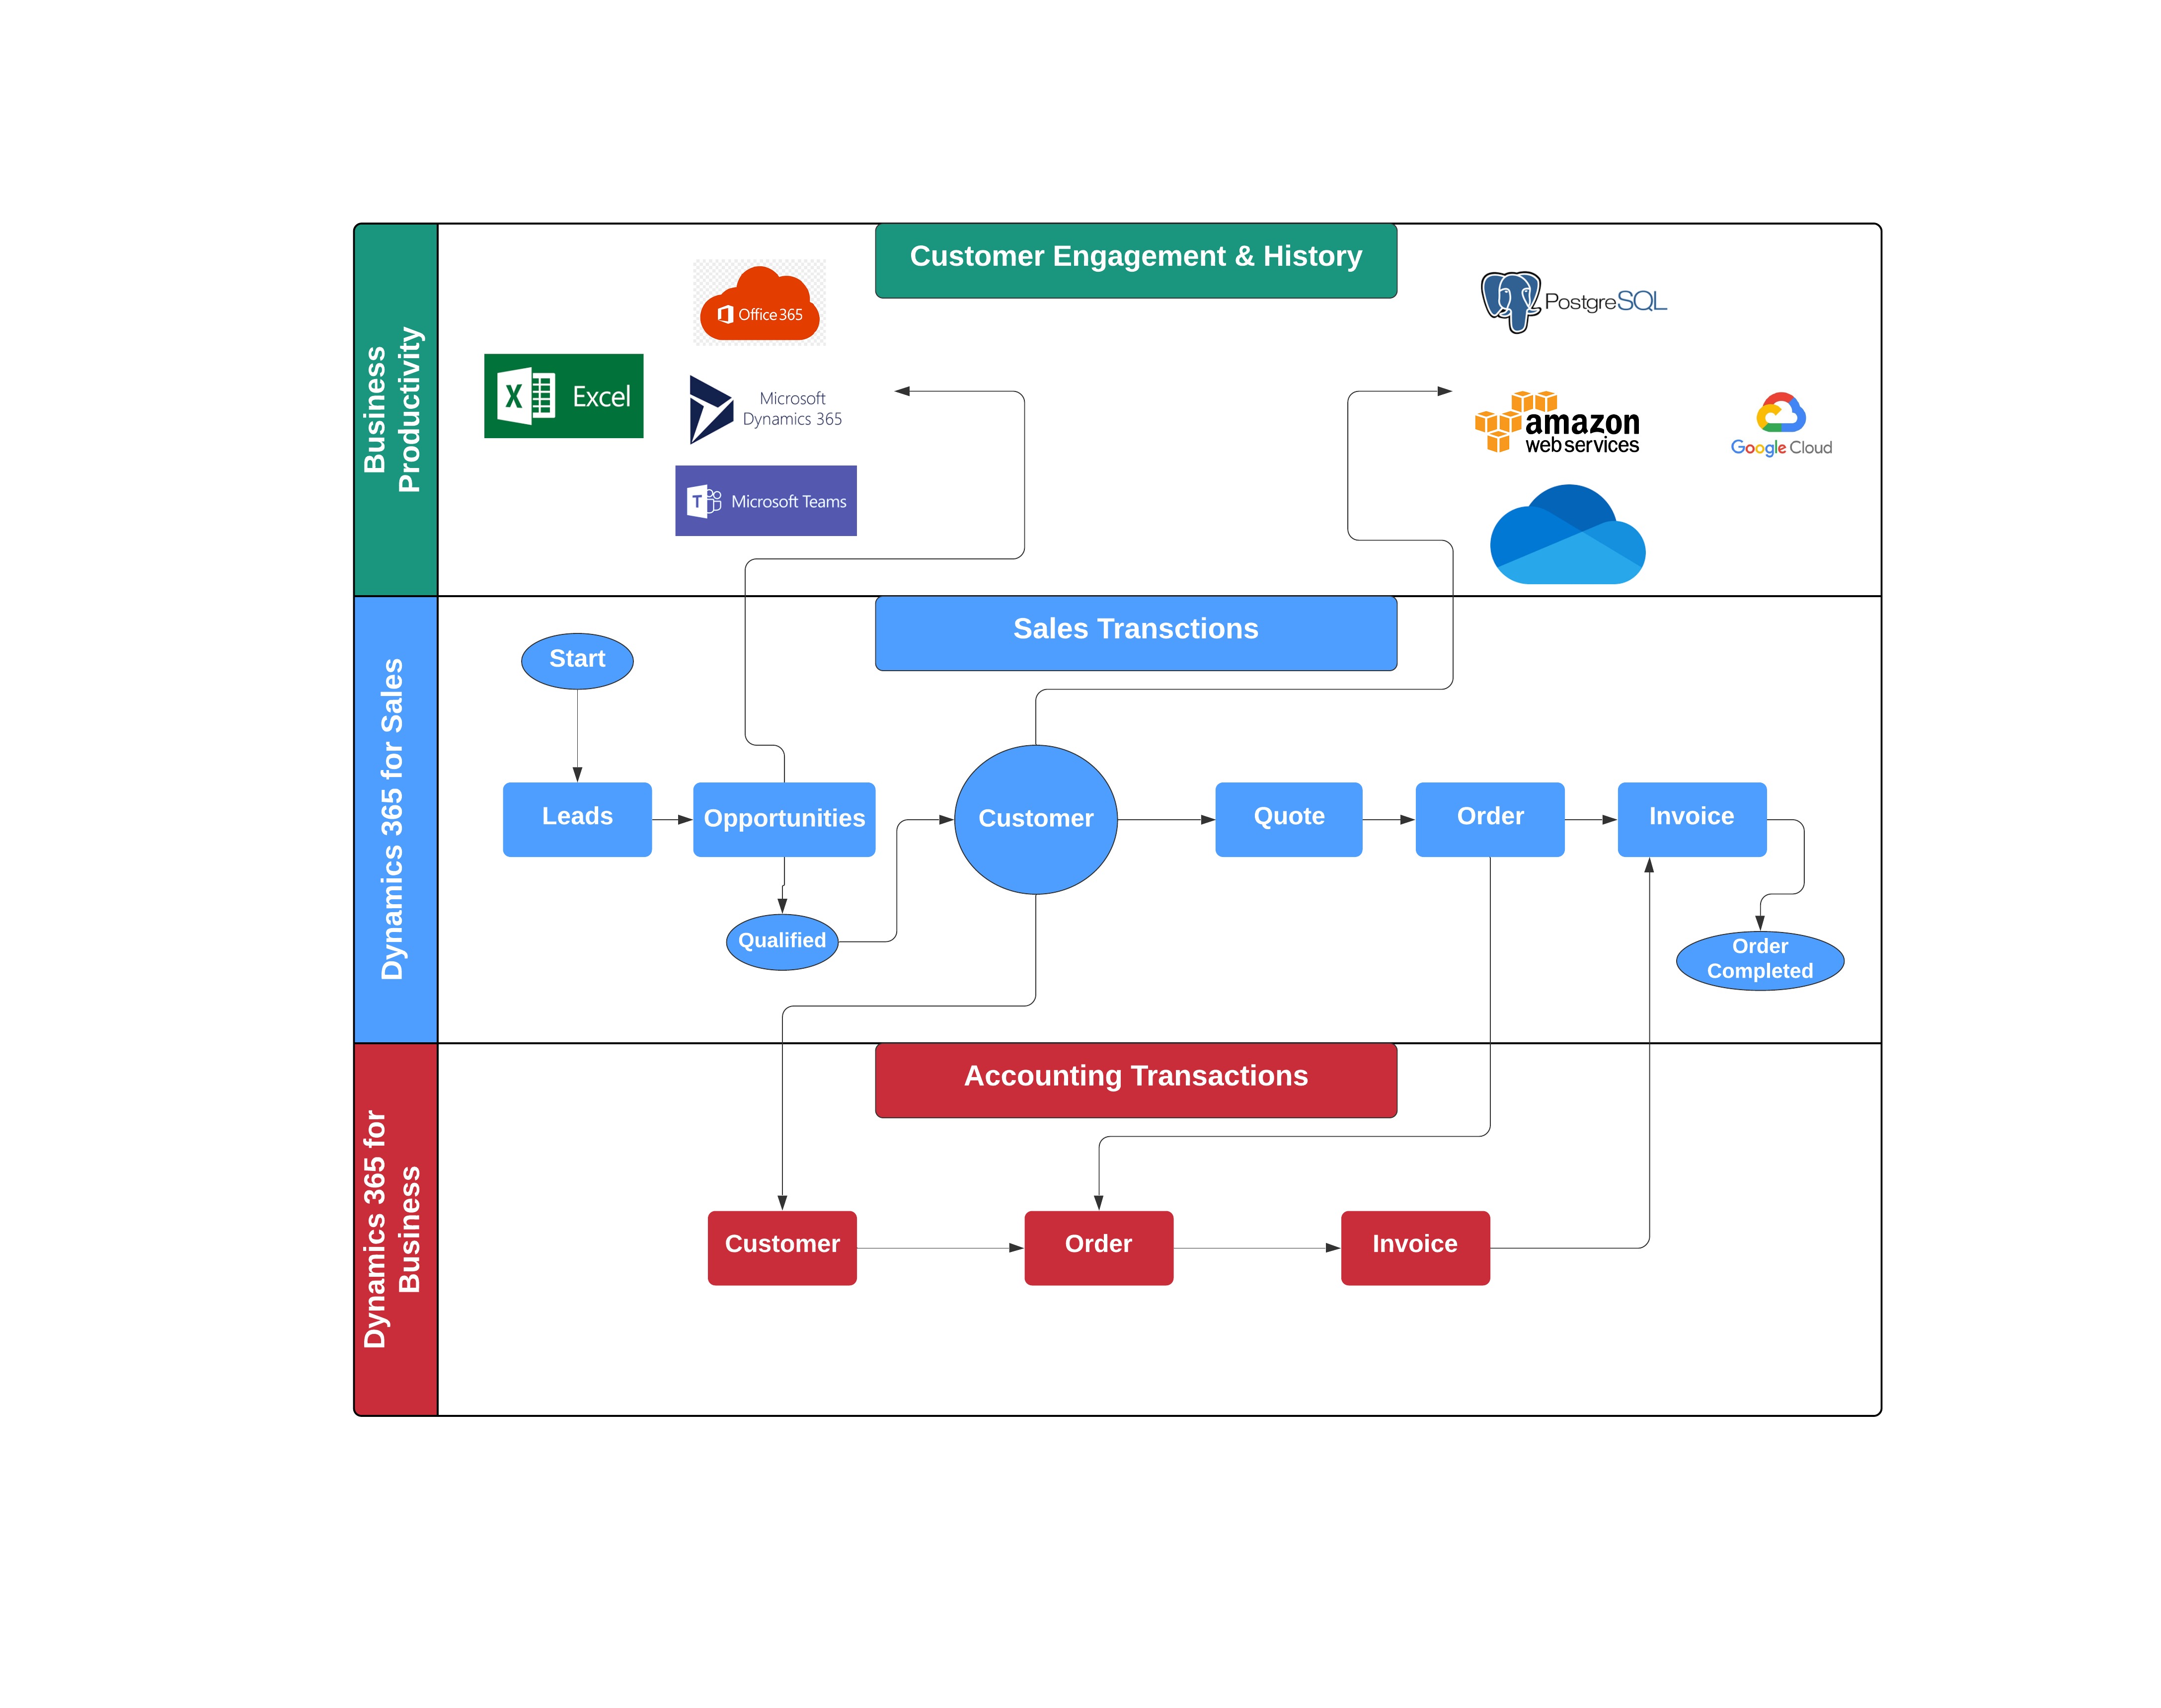 Customer Engagement & History
Business
Productivity
Office 365
Excel
Microsoft
Dynamics 365
Microsoft Teams
PostgreSQL
amazon
web services
Google Cloud
Dynamics 365 for Sales
Sales Transctions
Start
Leads
Opportunities
Customer
Quote
Order
Invoice
Qualified
Order
Completed
Dynamics 365 for
Business
Accounting Transactions
Customer
Order
Invoice